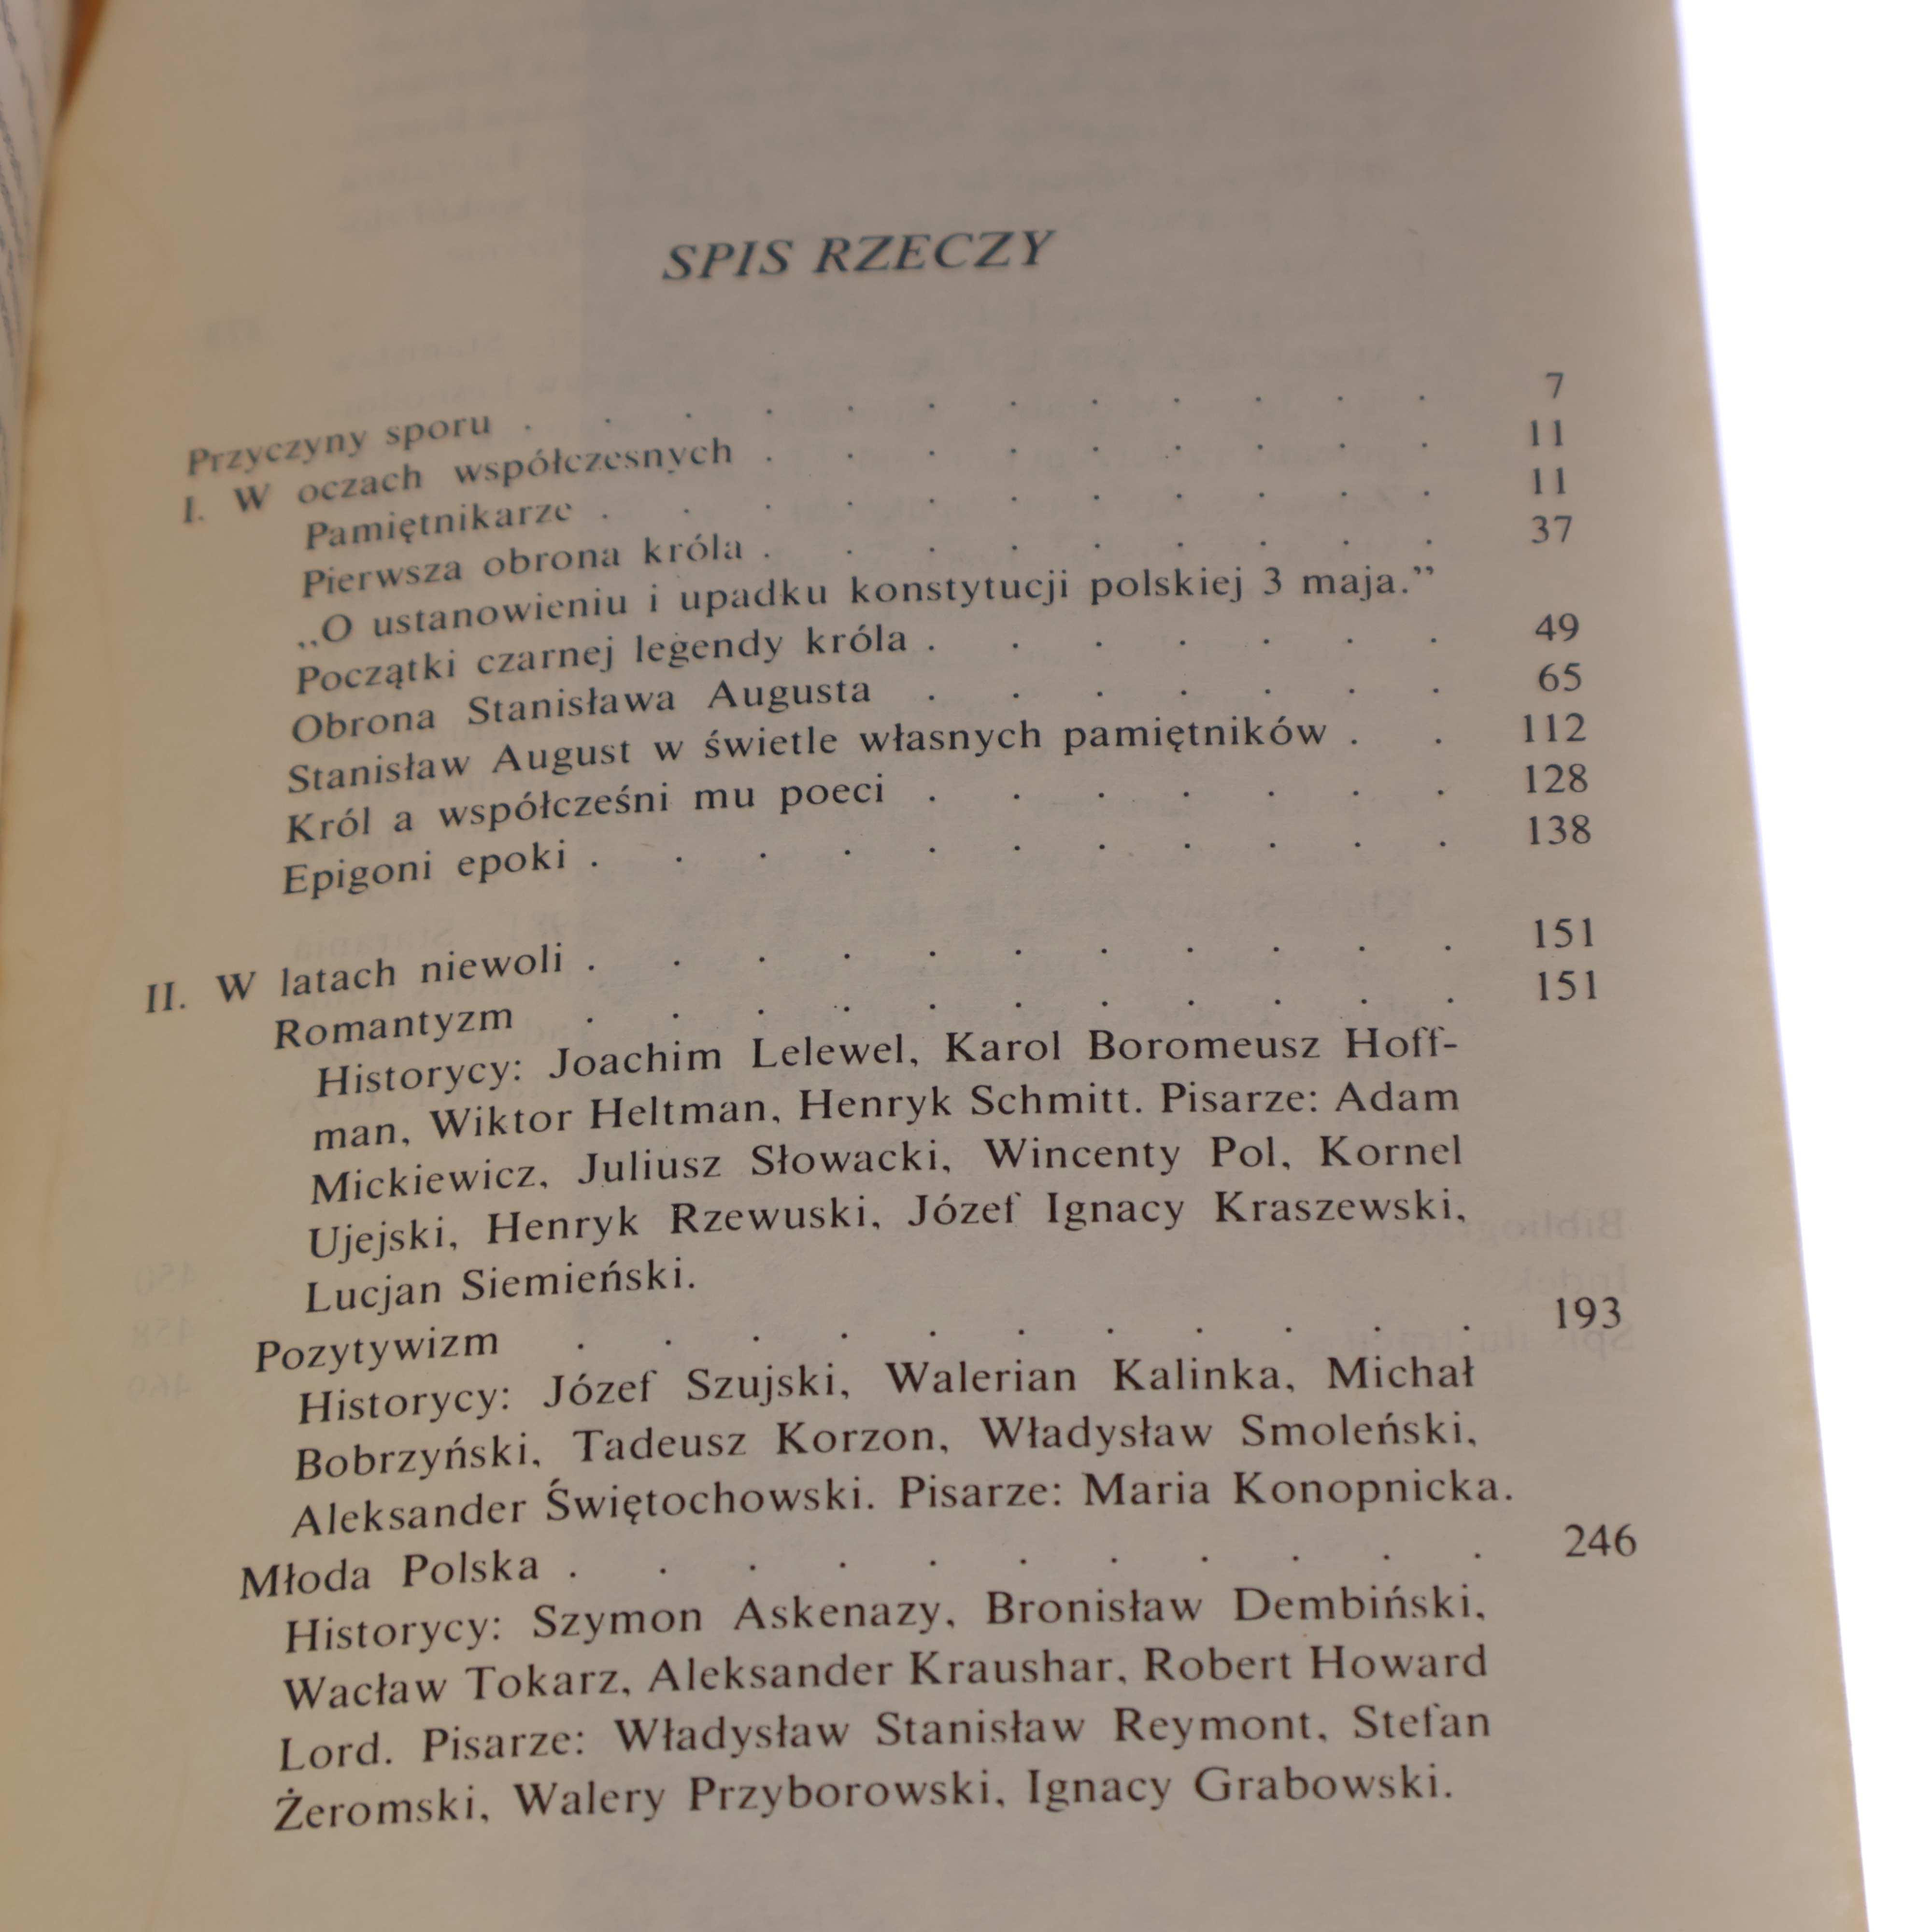 SPIS RZECZY
Przyczyny sporu . . . . . . . . . . . . 7
I. W oczach współczesnych . . . . . . . . . 11
Pamiętnikarze . . . . . . . . . . . 11
Pierwsza obrona króla . . . . . . . . . 37
„O ustanowieniu i upadku konstytucji polskiej 3 maja.”
Początki czarnej legendy króla . . . . . . . 49
Obrona Stanisława Augusta . . . . . . . 65
Stanisław August w świetle własnych pamiętników . . 112
Król a współcześni mu poeci . . . . . . . 128
Epigoni epoki . . . . . . . . . . . 138
II. W latach niewoli . . . . . . . . . . . 151
Romantyzm . . . . . . . . . . . 151
Historycy: Joachim Lelewel, Karol Boromeusz Hoff-
man, Wiktor Heltman, Henryk Schmitt. Pisarze: Adam
Mickiewicz, Juliusz Słowacki, Wincenty Pol, Kornel
Ujejski, Henryk Rzewuski, Józef Ignacy Kraszewski,
Lucjan Siemieński.
Pozytywizm . . . . . . . . . . . 193
Historycy: Józef Szujski, Walerian Kalinka, Michał
Bobrzyński, Tadeusz Korzon, Władysław Smoleński,
Aleksander Świętochowski. Pisarze: Maria Konopnicka.
Młoda Polska . . . . . . . . . . . 246
Historycy: Szymon Askenazy, Bronisław Dembiński,
Wacław Tokarz, Aleksander Kraushar, Robert Howard
Lord. Pisarze: Władysław Stanisław Reymont, Stefan
Żeromski, Walery Przyborowski, Ignacy Grabowski.